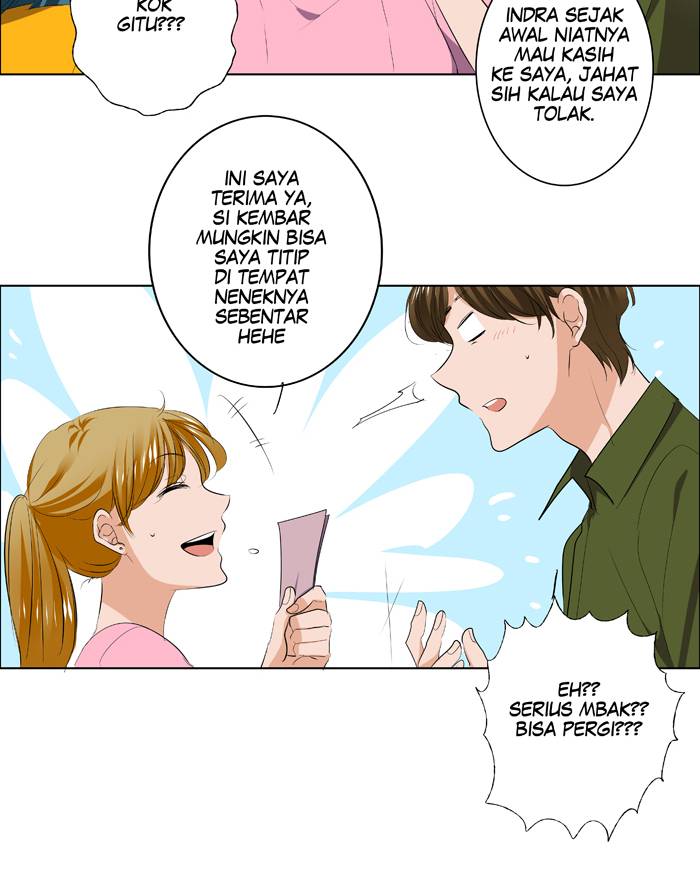 KOK
GITU???
INDRA SEJAK
AWAL NIATNYA
MAU KASIH
KE SAYA, JAHAT
SIH KALAU SAYA
TOLAK.
INI SAYA
TERIMA YA,
SI KEMBAR
MUNGKIN BISA
SAYA TITIP
DI TEMPAT
NENEKNYA
SEBENTAR
HEHE
EH??
SERIUS MBAK??
BISA PERGI???